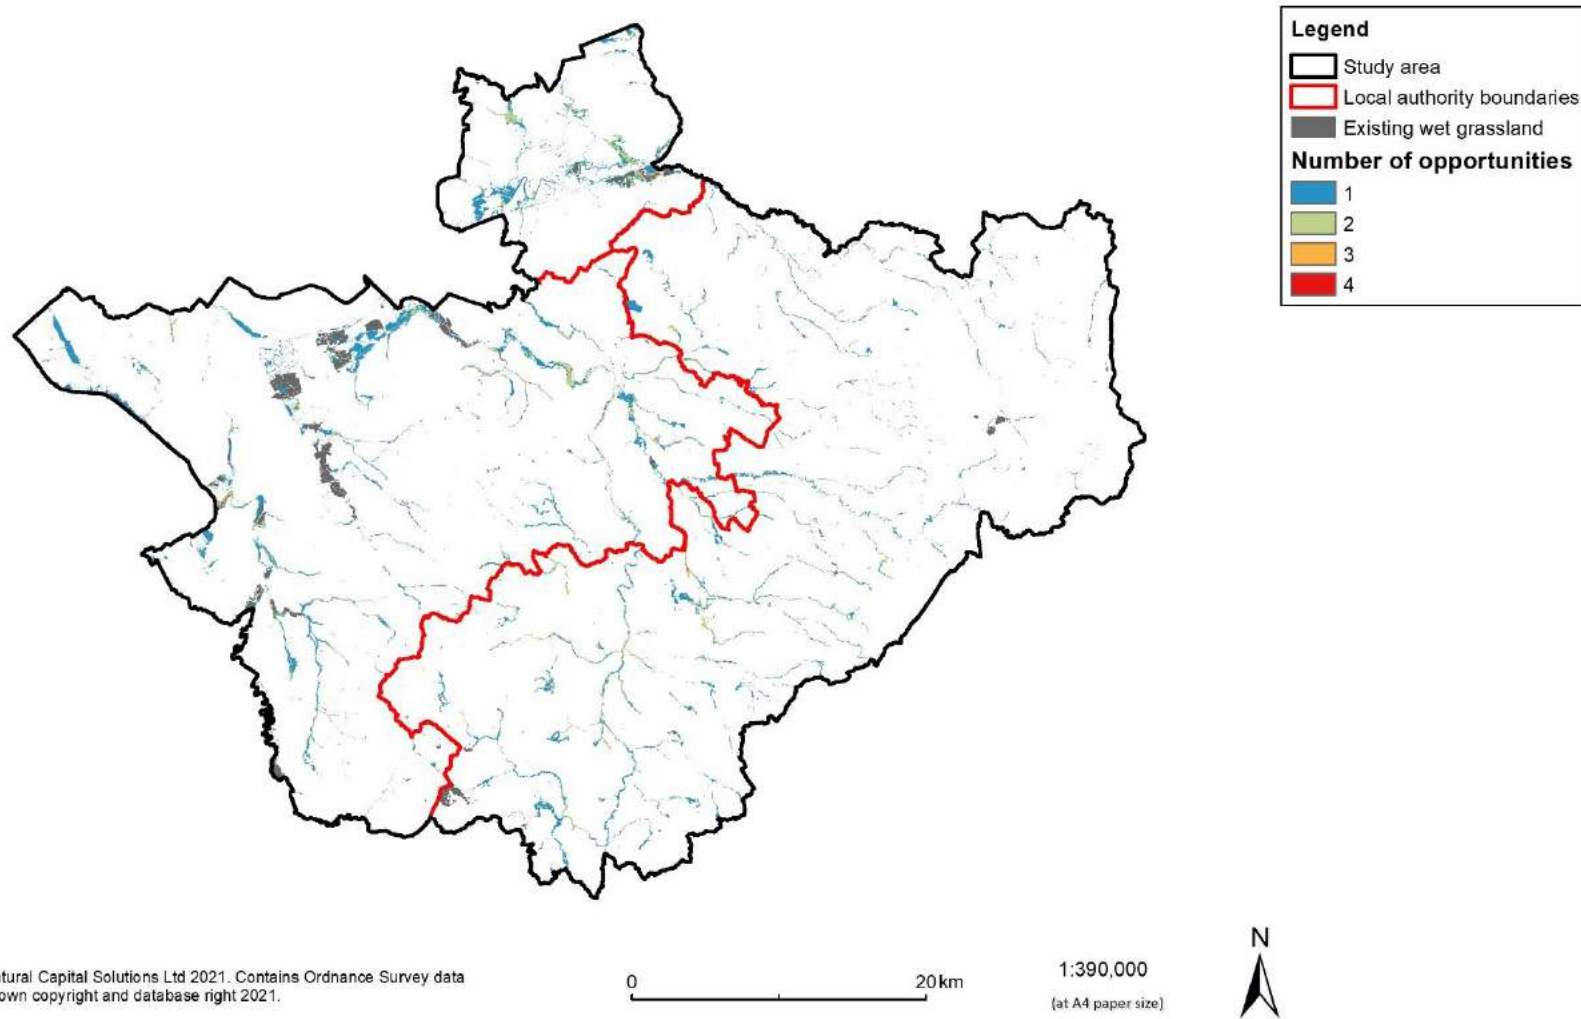 Legend
Study area
Local authority boundaries
Existing wet grassland
Number of opportunities
1
2
3
4
tural Capital Solutions Ltd 2021. Contains Ordnance Survey data
own copyright and database right 2021.
0 20 km
1:390,000
(at A4 paper size)
N